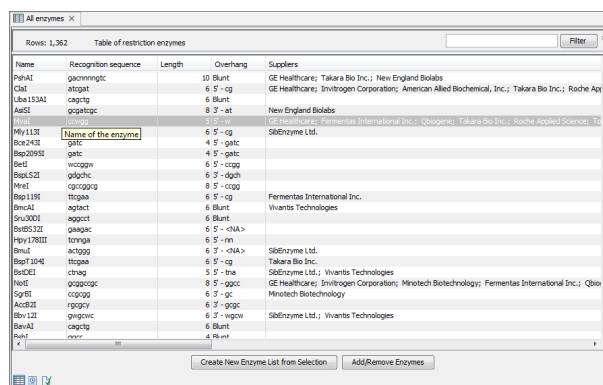 All enzymes
Rows: 1,362 Table of restriction enzymes Filter
Name Recognition sequence Length Overhang Suppliers
PshAI gacnnnngtc 10 Blunt GE Healthcare; Takara Bio Inc.; New England Biolabs
ClaI atcgat 6 5' - cg GE Healthcare; Invitrogen Corporation; American Allied Biochemical, Inc.; Takara Bio Inc.; Roche Ap
Uba153AI cagctg 6 Blunt
AsiSI gcgatcgc 8 3' - at New England Biolabs
MvaI ccwgg 5 5' - w GE Healthcare; Fermentas International Inc.; Qbiogene; Takara Bio Inc.; Roche Applied Science; To
Mly113I 6 5' - cg SibEnzyme Ltd.
Name of the enzyme
Bce243I gatc 4 5' - gatc
Bsp2095I gatc 4 5' - gatc
BetI wccggw 6 5' - ccgg
BspLS2I gdgchc 6 3' - dgch
MreI cgccggcg 8 5' - ccgg
Bsp119I ttcgaa 6 5' - cg Fermentas International Inc.
BmcAI agtact 6 Blunt Vivantis Technologies
Sru30DI aggcct 6 Blunt
BstBS32I gaagac 6 5' - <NA>
Hpy178III tcnnga 6 5' - nn
BmuI actggg 6 3' - <NA> SibEnzyme Ltd.
BspT104I ttcgaa 6 5' - cg Takara Bio Inc.
BstDEI ctnag 5 5' - tna SibEnzyme Ltd.; Vivantis Technologies
NotI gcggccgc 8 5' - ggcc GE Healthcare; Invitrogen Corporation; Minotech Biotechnology; Fermentas International Inc.; Qbiog
SgrBI ccgcgg 6 3' - gc Minotech Biotechnology
AccB2I rgcgcy 6 3' - gcgc
Bbv12I gwgcwc 6 3' - wgcw SibEnzyme Ltd.; Vivantis Technologies
BavAI cagctg 6 Blunt
BshI ggcc 4 Blunt
Create New Enzyme List from Selection Add/Remove Enzymes